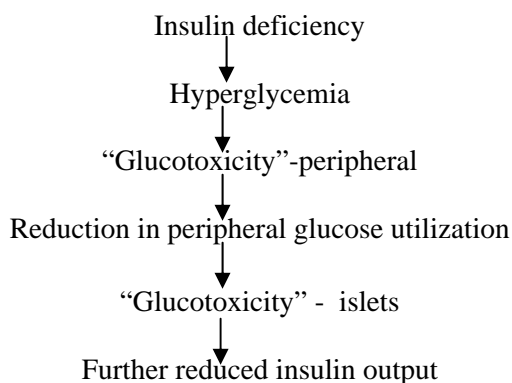 Insulin deficiency
Hyperglycemia
“Glucotoxicity”-peripheral
Reduction in peripheral glucose utilization
“Glucotoxicity” - islets
Further reduced insulin output